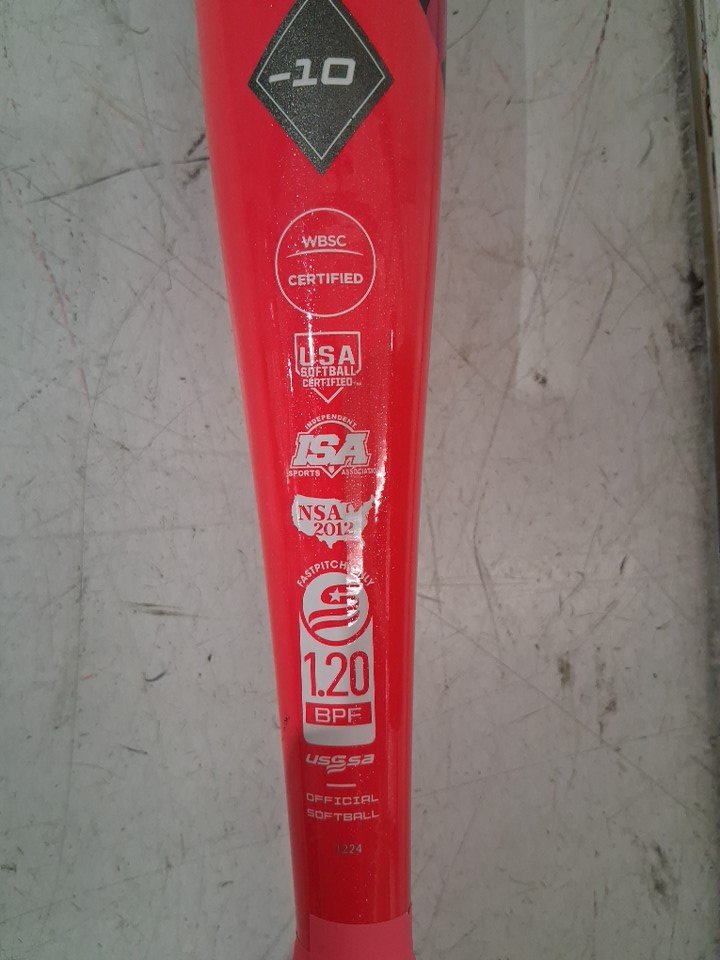 -10
WBSC
CERTIFIED
USA
SOFTBALL
CERTIFIED
INDEPENDENT
ISA
SPORTS ASSOCIATION
NSA
2012
FASTPITCH ONLY
1.20
BPF
USSSA
OFFICIAL
SOFTBALL
1224